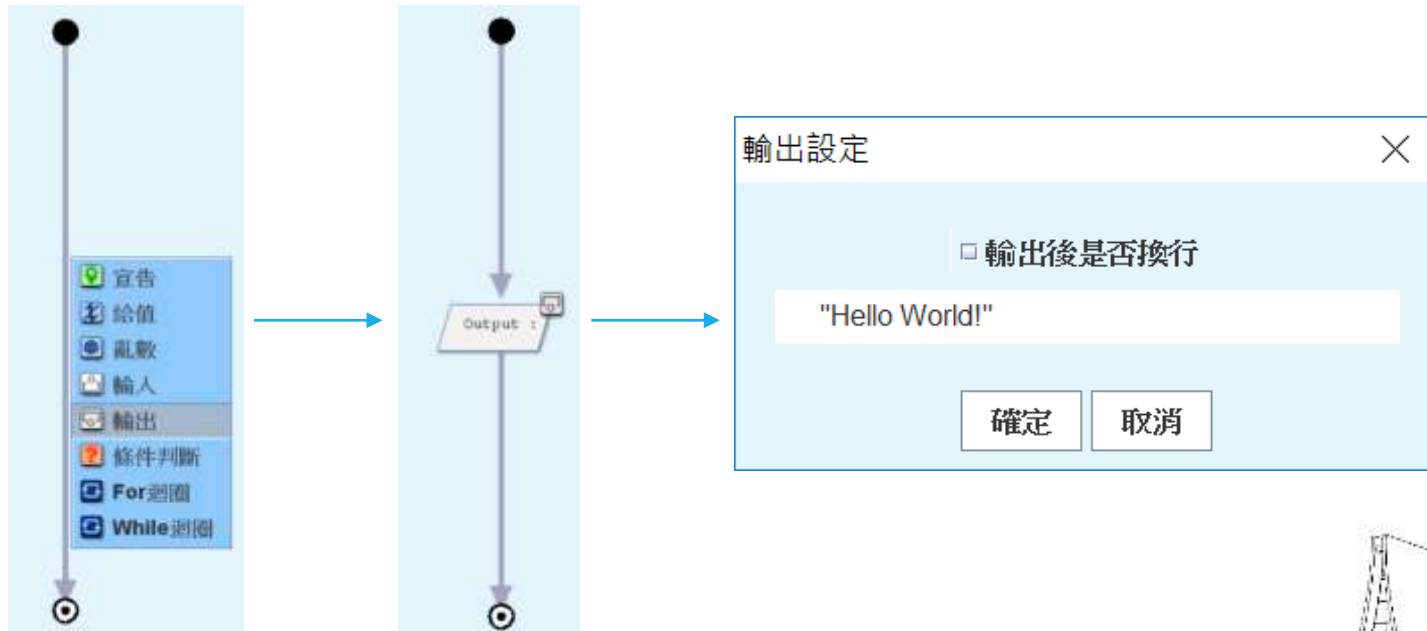 宣告
給值
亂數
輸入
輸出
條件判斷
For迴圈
While迴圈
Output :
輸出設定
輸出後是否換行
"Hello World!"
確定
取消